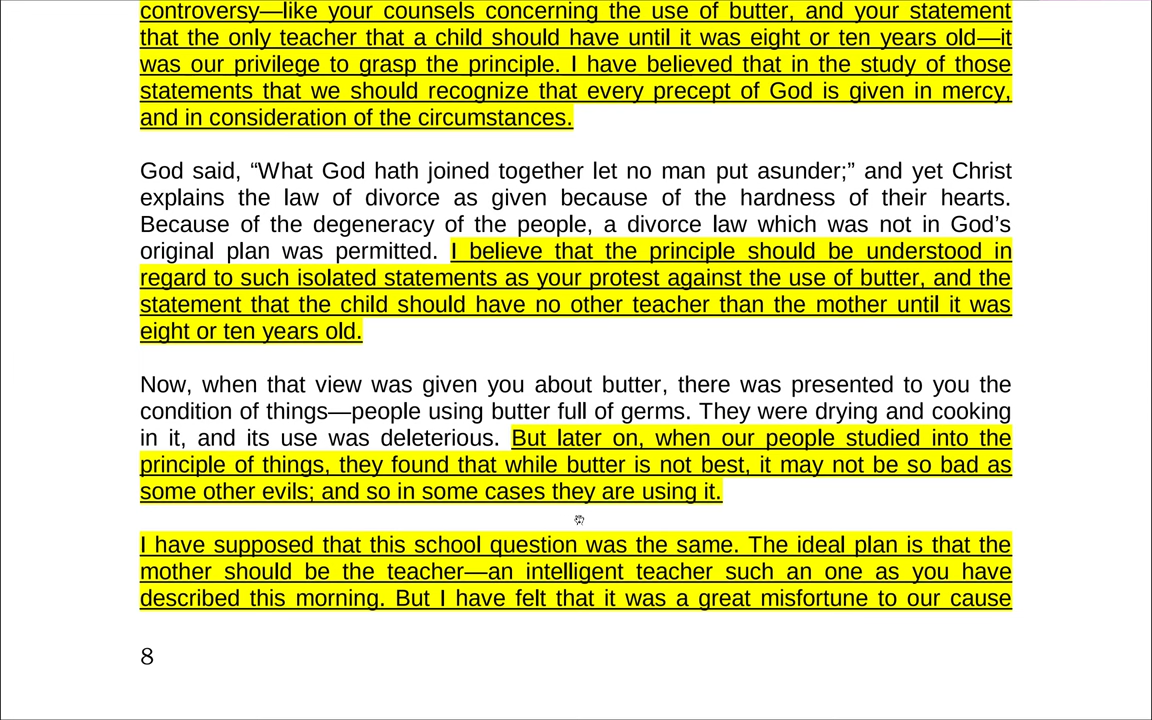 controversy—like your counsels concerning the use of butter, and your statement
that the only teacher that a child should have until it was eight or ten years old—it
was our privilege to grasp the principle. I have believed that in the study of those
statements that we should recognize that every precept of God is given in mercy,
and in consideration of the circumstances.
God said, “What God hath joined together let no man put asunder;” and yet Christ
explains the law of divorce as given because of the hardness of their hearts.
Because of the degeneracy of the people, a divorce law which was not in God’s
original plan was permitted. I believe that the principle should be understood in
regard to such isolated statements as your protest against the use of butter, and the
statement that the child should have no other teacher than the mother until it was
eight or ten years old.
Now, when that view was given you about butter, there was presented to you the
condition of things—people using butter full of germs. They were drying and cooking
in it, and its use was deleterious. But later on, when our people studied into the
principle of things, they found that while butter is not best, it may not be so bad as
some other evils; and so in some cases they are using it.
I have supposed that this school question was the same. The ideal plan is that the
mother should be the teacher—an intelligent teacher such an one as you have
described this morning. But I have felt that it was a great misfortune to our cause
8